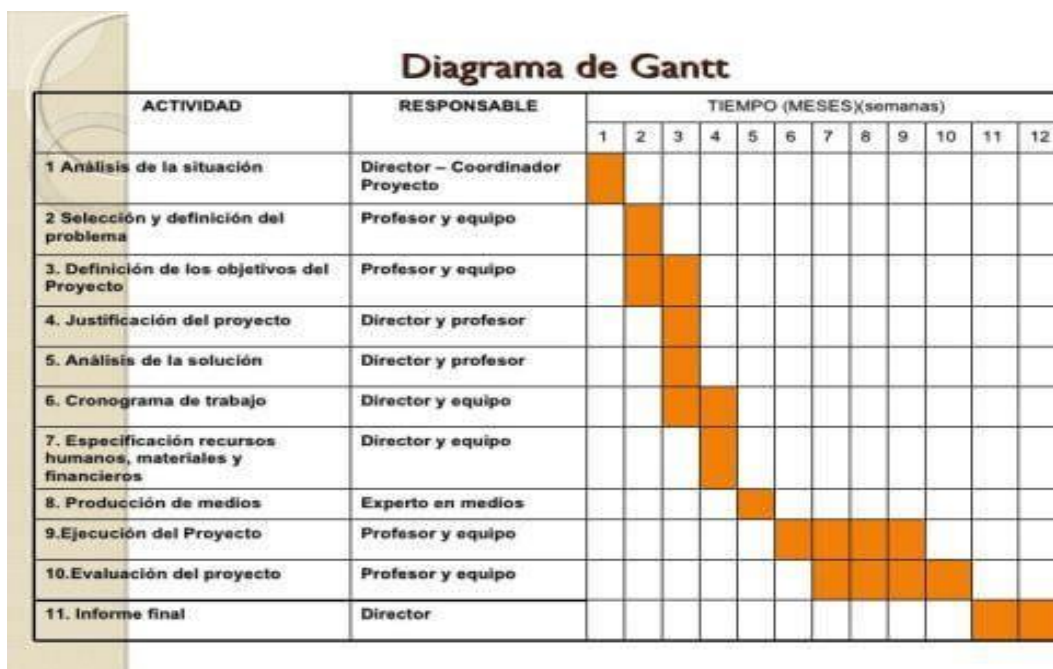 Diagrama de Gantt
ACTIVIDAD RESPONSABLE TIEMPO (MESES)(semanas)
1 2 3 4 5 6 7 8 9 10 11 12
1 Análisis de la situación Director – Coordinador
Proyecto
2 Selección y definición del Profesor y equipo
problema
3. Definición de los objetivos del Profesor y equipo
Proyecto
4. Justificación del proyecto Director y profesor
5. Análisis de la solución Director y profesor
6. Cronograma de trabajo Director y equipo
7. Especificación recursos Director y equipo
humanos, materiales y
financieros
8. Producción de medios Experto en medios
9.Ejecución del Proyecto Profesor y equipo
10.Evaluación del proyecto Profesor y equipo
11. Informe final Director